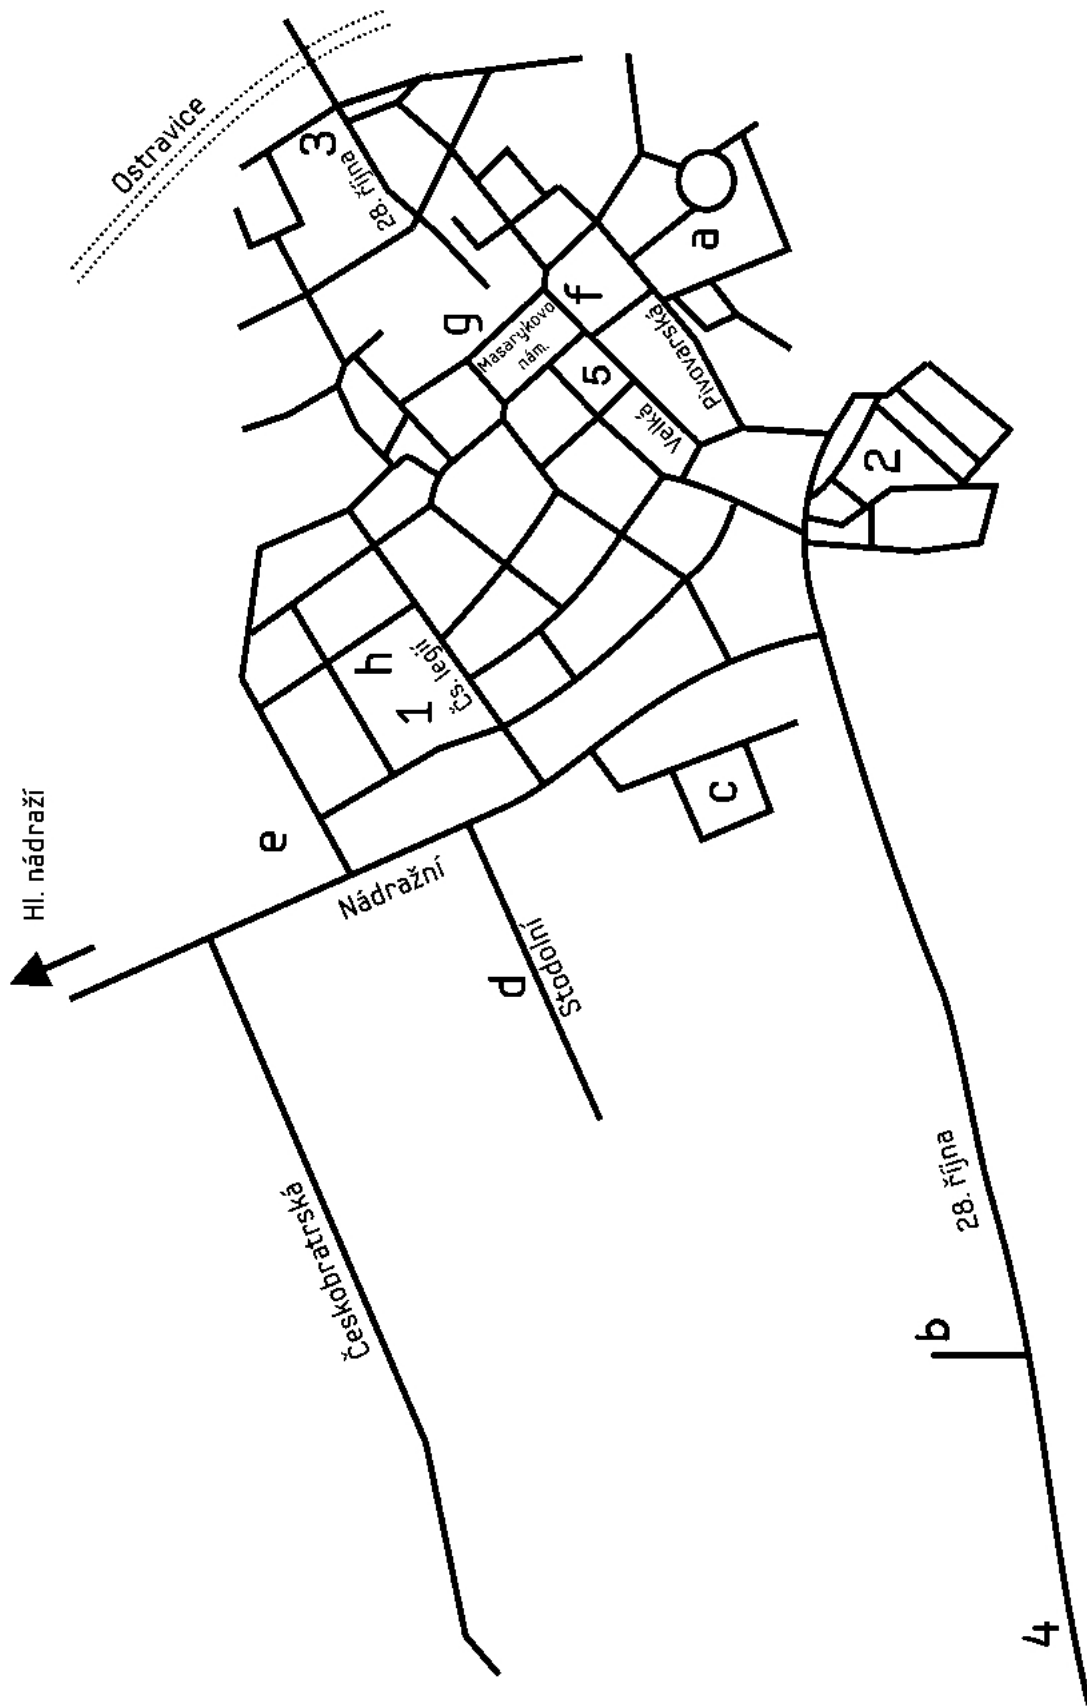 Ostravice
3
28. října
a
g
f
Masarykovo
nám.
5
Pivovarská
Velká
2
h
1
Čs. legií
Hl. nádraží
e
c
Nádražní
d
Stodolní
Českobratrská
28. října
b
4